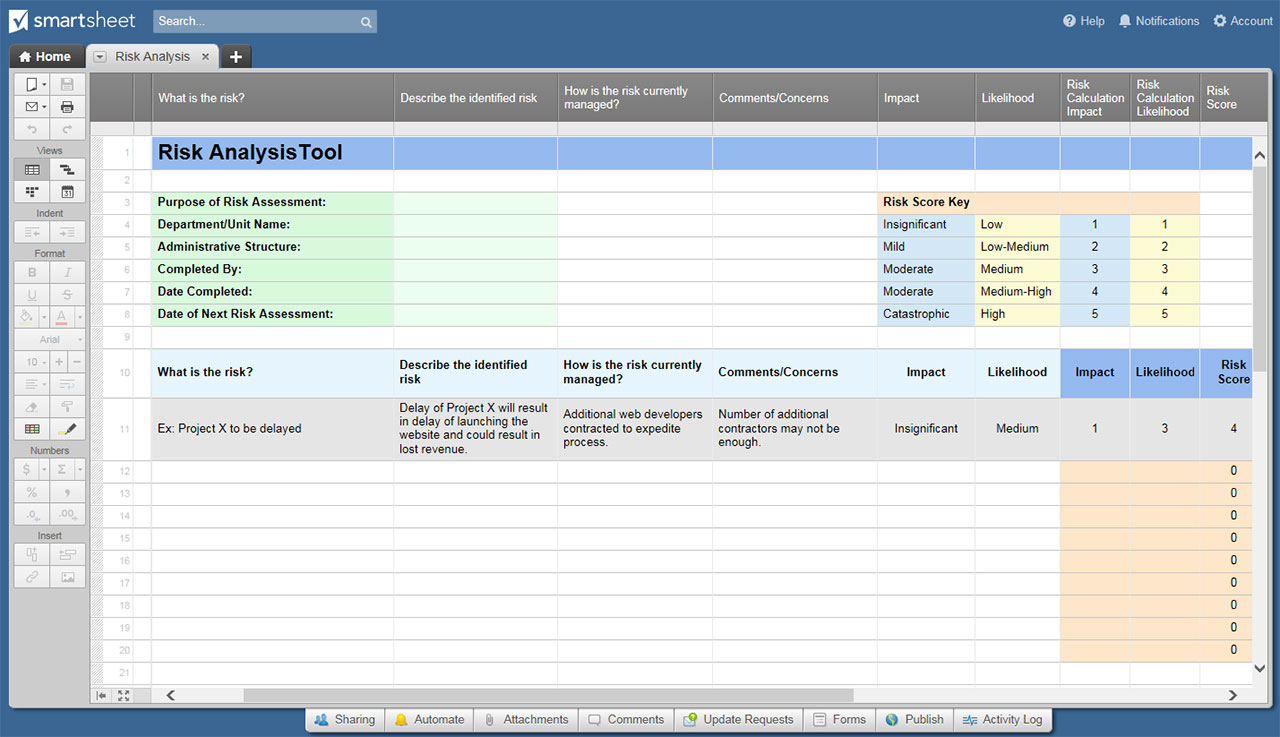 smartsheet Search... Help Notifications Account
Home Risk Analysis
What is the risk? Describe the identified risk How is the risk currently managed? Comments/Concerns Impact Likelihood Risk Calculation Impact Risk Calculation Likelihood Risk Score
1 Risk AnalysisTool
Views
2
31
3 Purpose of Risk Assessment: Risk Score Key
Indent
4 Department/Unit Name: Insignificant Low 1 1
5 Administrative Structure: Mild Low-Medium 2 2
Format
6 Completed By: Moderate Medium 3 3
B I
7 Date Completed: Moderate Medium-High 4 4
U S
8 Date of Next Risk Assessment: Catastrophic High 5 5
A
9
Arial
10 + −
10 What is the risk? Describe the identified risk How is the risk currently managed? Comments/Concerns Impact Likelihood Impact Likelihood Risk Score
11 Ex: Project X to be delayed Delay of Project X will result in delay of launching the website and could result in lost revenue. Additional web developers contracted to expedite process. Number of additional contractors may not be enough. Insignificant Medium 1 3 4
Numbers
12 0
$ Σ
13 0
% ,
14 0
.0 .00
15 0
Insert
16 0
17 0
18 0
19 0
20 0
21
Sharing Automate Attachments Comments Update Requests Forms Publish Activity Log